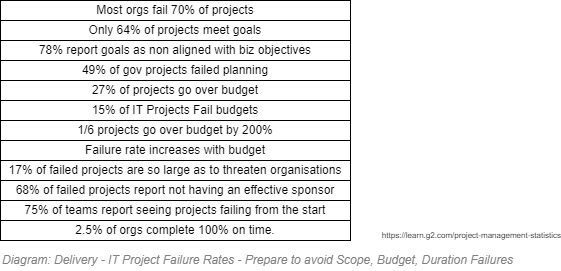 Most orgs fail 70% of projects
Only 64% of projects meet goals
78% report goals as non aligned with biz objectives
49% of gov projects failed planning
27% of projects go over budget
15% of IT Projects Fail budgets
1/6 projects go over budget by 200%
Failure rate increases with budget
17% of failed projects are so large as to threaten organisations
68% of failed projects report not having an effective sponsor
75% of teams report seeing projects failing from the start
2.5% of orgs complete 100% on time.
https://learn.g2.com/project-management-statistics
Diagram: Delivery - IT Project Failure Rates - Prepare to avoid Scope, Budget, Duration Failures